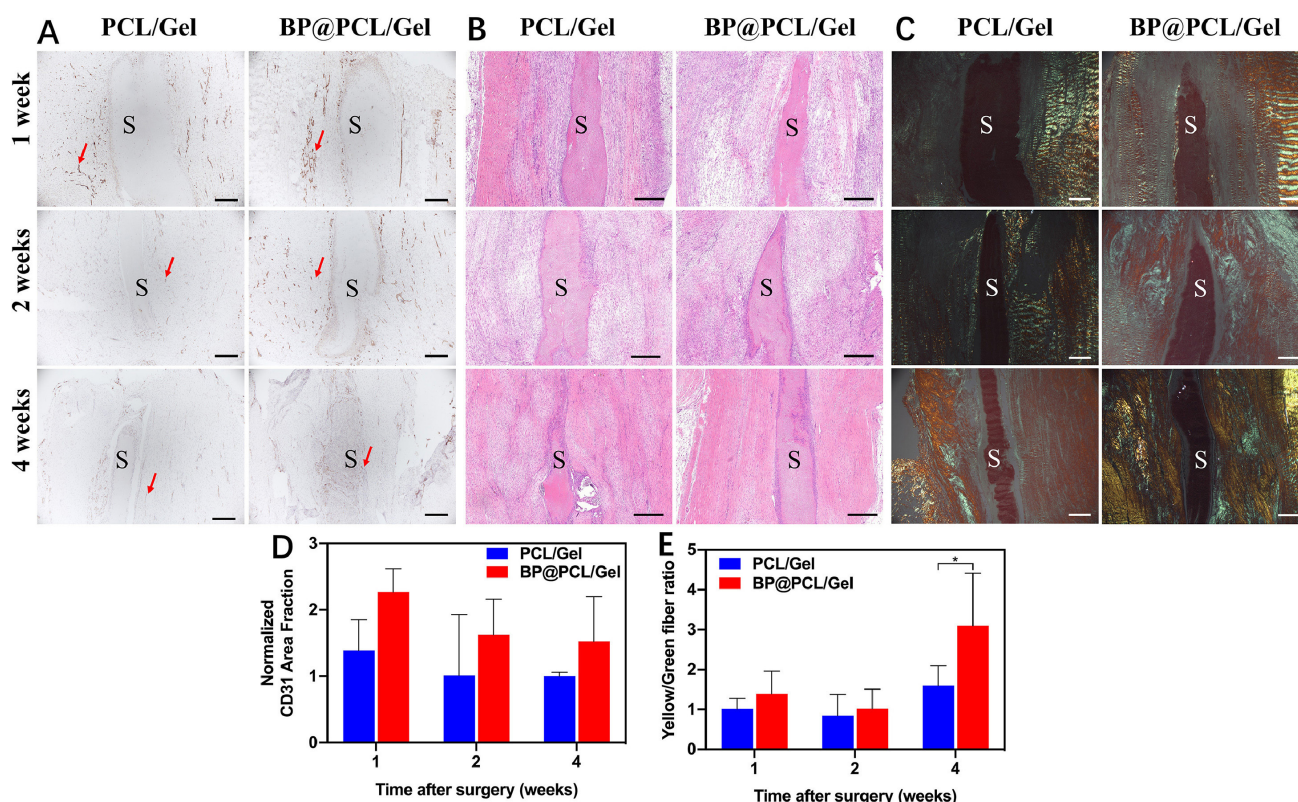 A PCL/Gel BP@PCL/Gel B PCL/Gel BP@PCL/Gel C PCL/Gel BP@PCL/Gel
1 week
S S S S S S
2 weeks
S S S S S S
4 weeks
S S S S S S
D
Normalized
CD31 Area Fraction
3
2
1
0
PCL/Gel
BP@PCL/Gel
1 2 4
Time after surgery (weeks)
E
Yellow/Green fiber ratio
5
4
3
2
1
0
PCL/Gel
BP@PCL/Gel
*
1 2 4
Time after surgery (weeks)